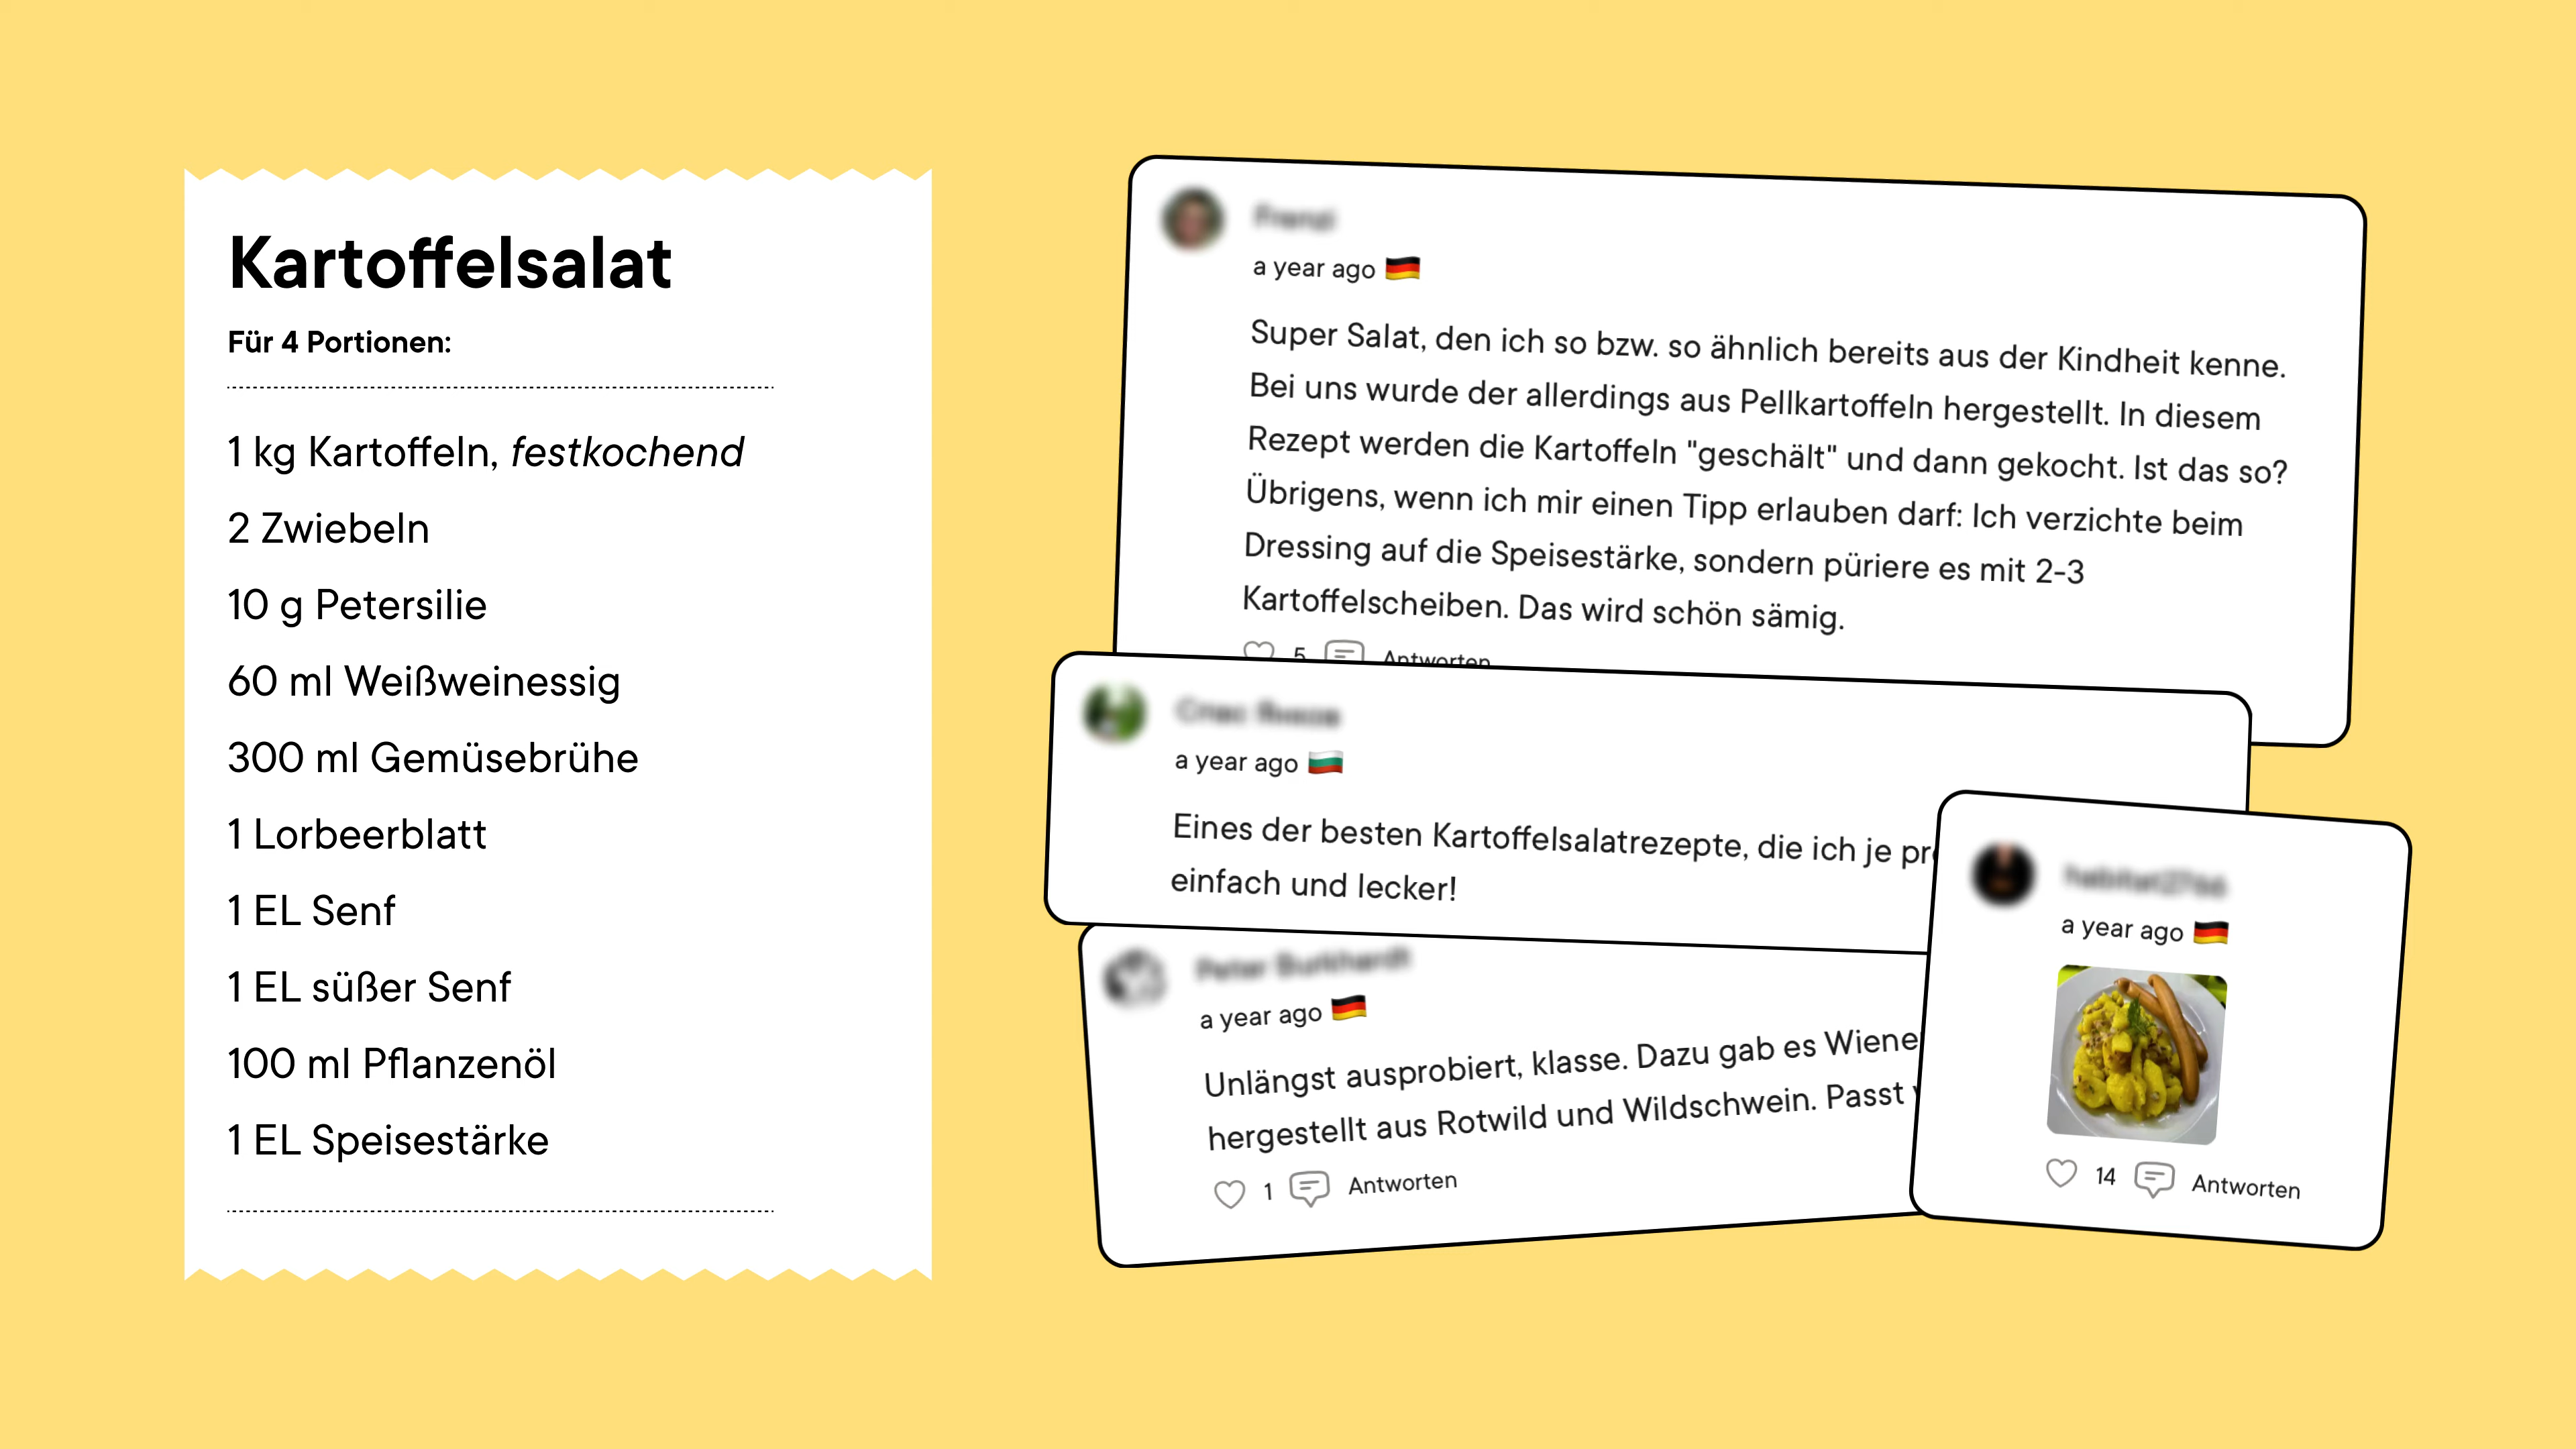 Kartoffelsalat
Für 4 Portionen:
1 kg Kartoffeln, festkochend
2 Zwiebeln
10 g Petersilie
60 ml Weißweinessig
300 ml Gemüsebrühe
1 Lorbeerblatt
1 EL Senf
1 EL süßer Senf
100 ml Pflanzenöl
1 EL Speisestärke
a year ago
Super Salat, den ich so bzw. so ähnlich bereits aus der Kindheit kenne.
Bei uns wurde der allerdings aus Pellkartoffeln hergestellt. In diesem
Rezept werden die Kartoffeln "geschält" und dann gekocht. Ist das so?
Übrigens, wenn ich mir einen Tipp erlauben darf: Ich verzichte beim
Dressing auf die Speisestärke, sondern püriere es mit 2-3
Kartoffelscheiben. Das wird schön sämig.
5 Antworten
a year ago
Eines der besten Kartoffelsalatrezepte, die ich je
einfach und lecker!
a year ago
Unlängst ausprobiert, klasse. Dazu gab es Wiene
hergestellt aus Rotwild und Wildschwein. Passt
1 Antworten
a year ago
14 Antworten